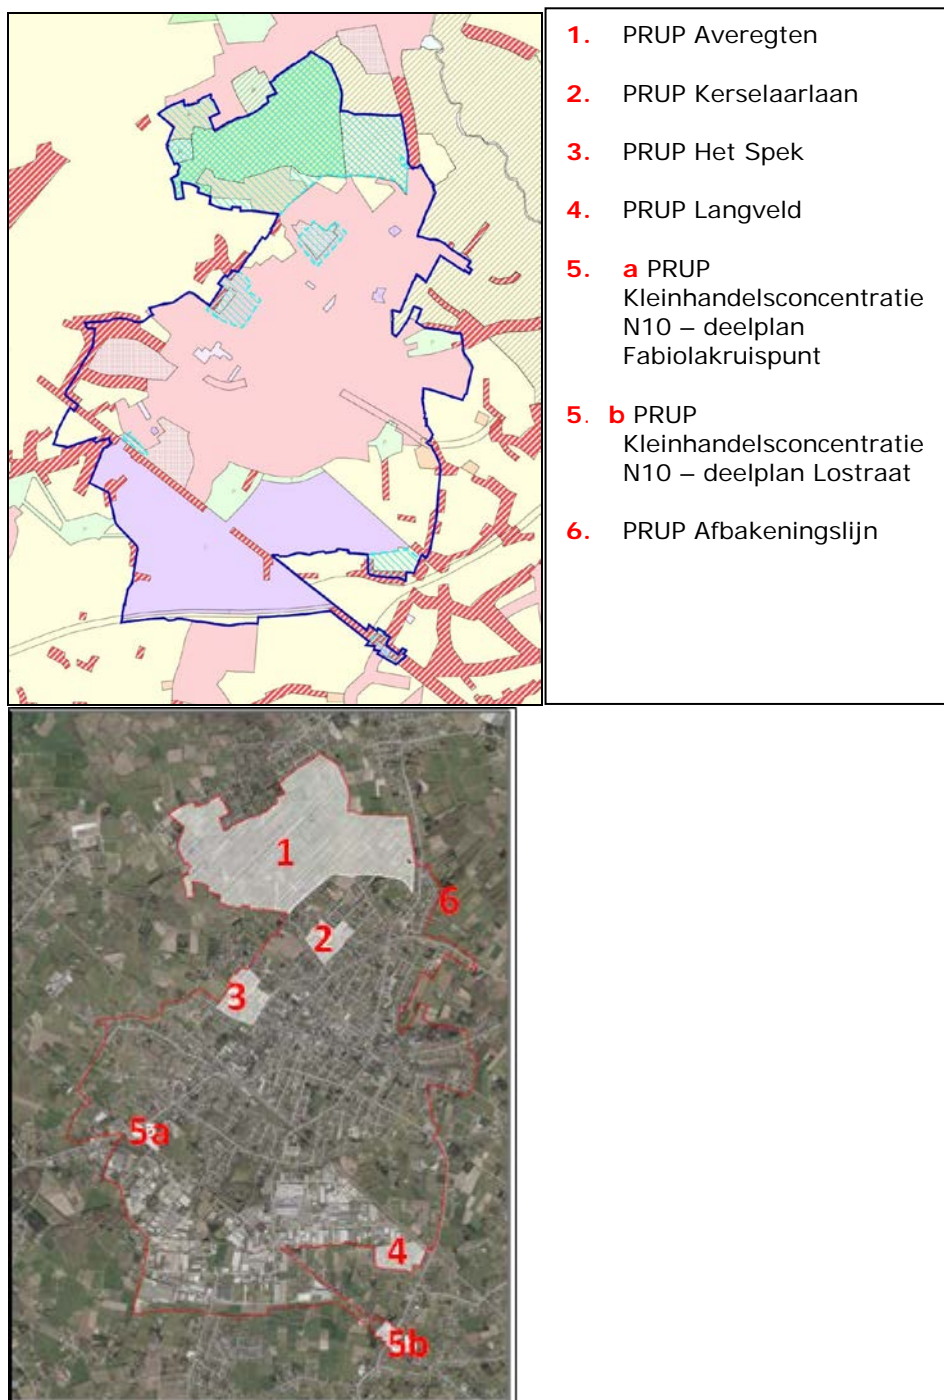 1. PRUP Averegten
2. PRUP Kerselaarlaan
3. PRUP Het Spek
4. PRUP Langveld
5. a PRUP
Kleinhandelsconcentratie
N10 – deelplan
Fabiolakruispunt
5. b PRUP
Kleinhandelsconcentratie
N10 – deelplan Lostraat
6. PRUP Afbakeningslijn
1
6
2
3
5a
4
5b